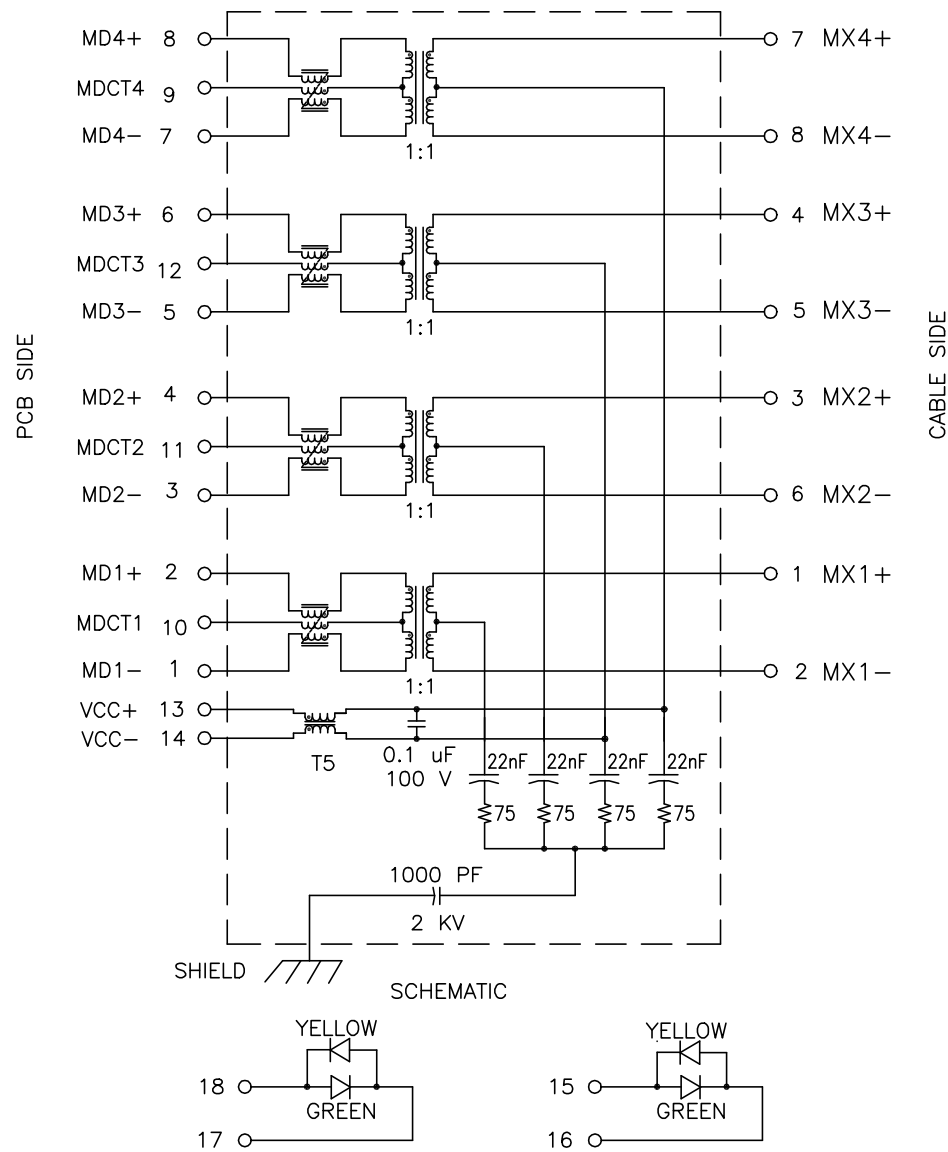 MD4+ 8 7 MX4+
MDCT4 9
MD4− 7 8 MX4−
1:1
MD3+ 6 4 MX3+
MDCT3 12
MD3− 5 5 MX3−
1:1
PCB SIDE
CABLE SIDE
MD2+ 4 3 MX2+
MDCT2 11
MD2− 3 6 MX2−
1:1
MD1+ 2 1 MX1+
MDCT1 10
MD1− 1 2 MX1−
1:1
VCC+ 13
VCC− 14
T5
0.1 uF
100 V
22nF 22nF 22nF 22nF
75 75 75 75
1000 PF
2 KV
SHIELD
SCHEMATIC
YELLOW YELLOW
18 15
GREEN GREEN
17 16